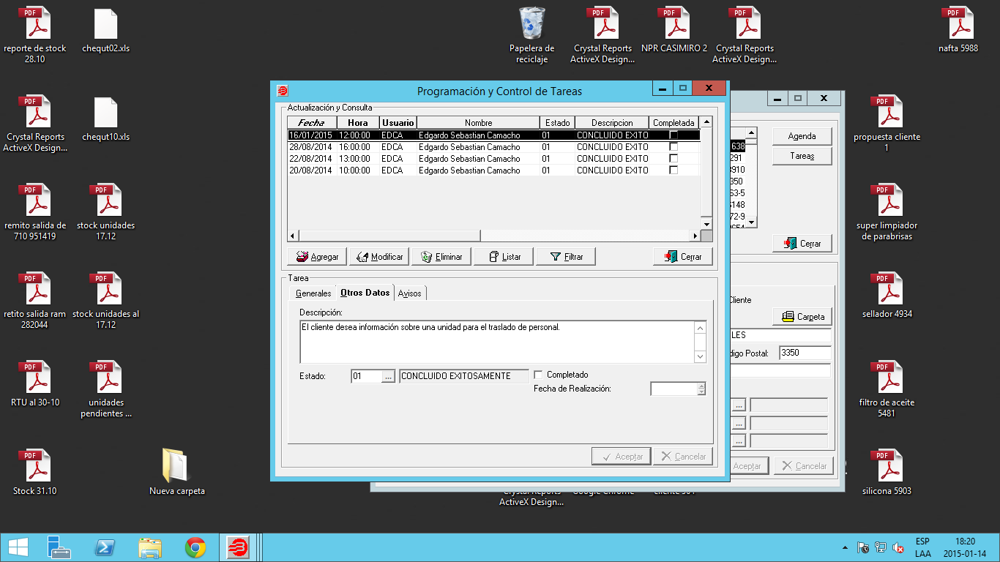 reporte de stock
28.10
chequt02.xls
Papelera de
reciclaje
Crystal Reports
ActiveX Design...
NPR CASIMIRO 2
Crystal Reports
ActiveX Design...
nafta 5988
Crystal Reports
ActiveX Design...
chequt10.xls
propuesta cliente
1
remito salida de
710 951419
stock unidades
17.12
super limpiador
de parabrisas
retito salida ram
282044
stock unidades al
17.12
sellador 4934
RTU al 30-10
unidades
pendientes ...
filtro de aceite
5481
Stock 31.10
Nueva carpeta
silicona 5903
Programación y Control de Tareas
Actualización y Consulta
Fecha Hora Usuario Nombre Estado Descripcion Completada
16/01/2015 12:00:00 EDCA Edgardo Sebastian Camacho 01 CONCLUIDO EXITO
28/08/2014 16:00:00 EDCA Edgardo Sebastian Camacho 01 CONCLUIDO EXITO
22/08/2014 13:00:00 EDCA Edgardo Sebastian Camacho 01 CONCLUIDO EXITO
20/08/2014 10:00:00 EDCA Edgardo Sebastian Camacho 01 CONCLUIDO EXITO
Agregar Modificar Eliminar Listar Filtrar Cerrar
Tarea
Generales Otros Datos Avisos
Descripción:
El cliente desea información sobre una unidad para el traslado de personal.
Estado: 01 ... CONCLUIDO EXITOSAMENTE Completado
Fecha de Realización:
Aceptar Cancelar
638
291
3910
350
63-5
6148
72-9
Agenda
Tareas
Cerrar
Cliente
Carpeta
LES
digo Postal: 3350
...
...
...
Aceptar Cancelar
ActiveX Design...
ESP
LAA
18:20
2015-01-14